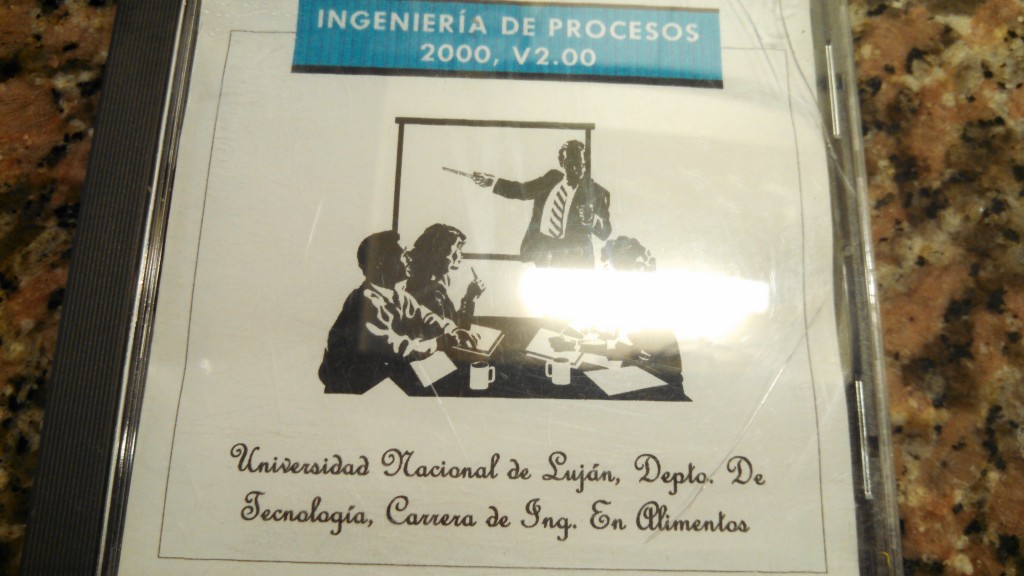 INGENIERÍA DE PROCESOS
2000, V2.00
Universidad Nacional de Luján, Depto. De
Tecnología, Carrera de Ing. En Alimentos